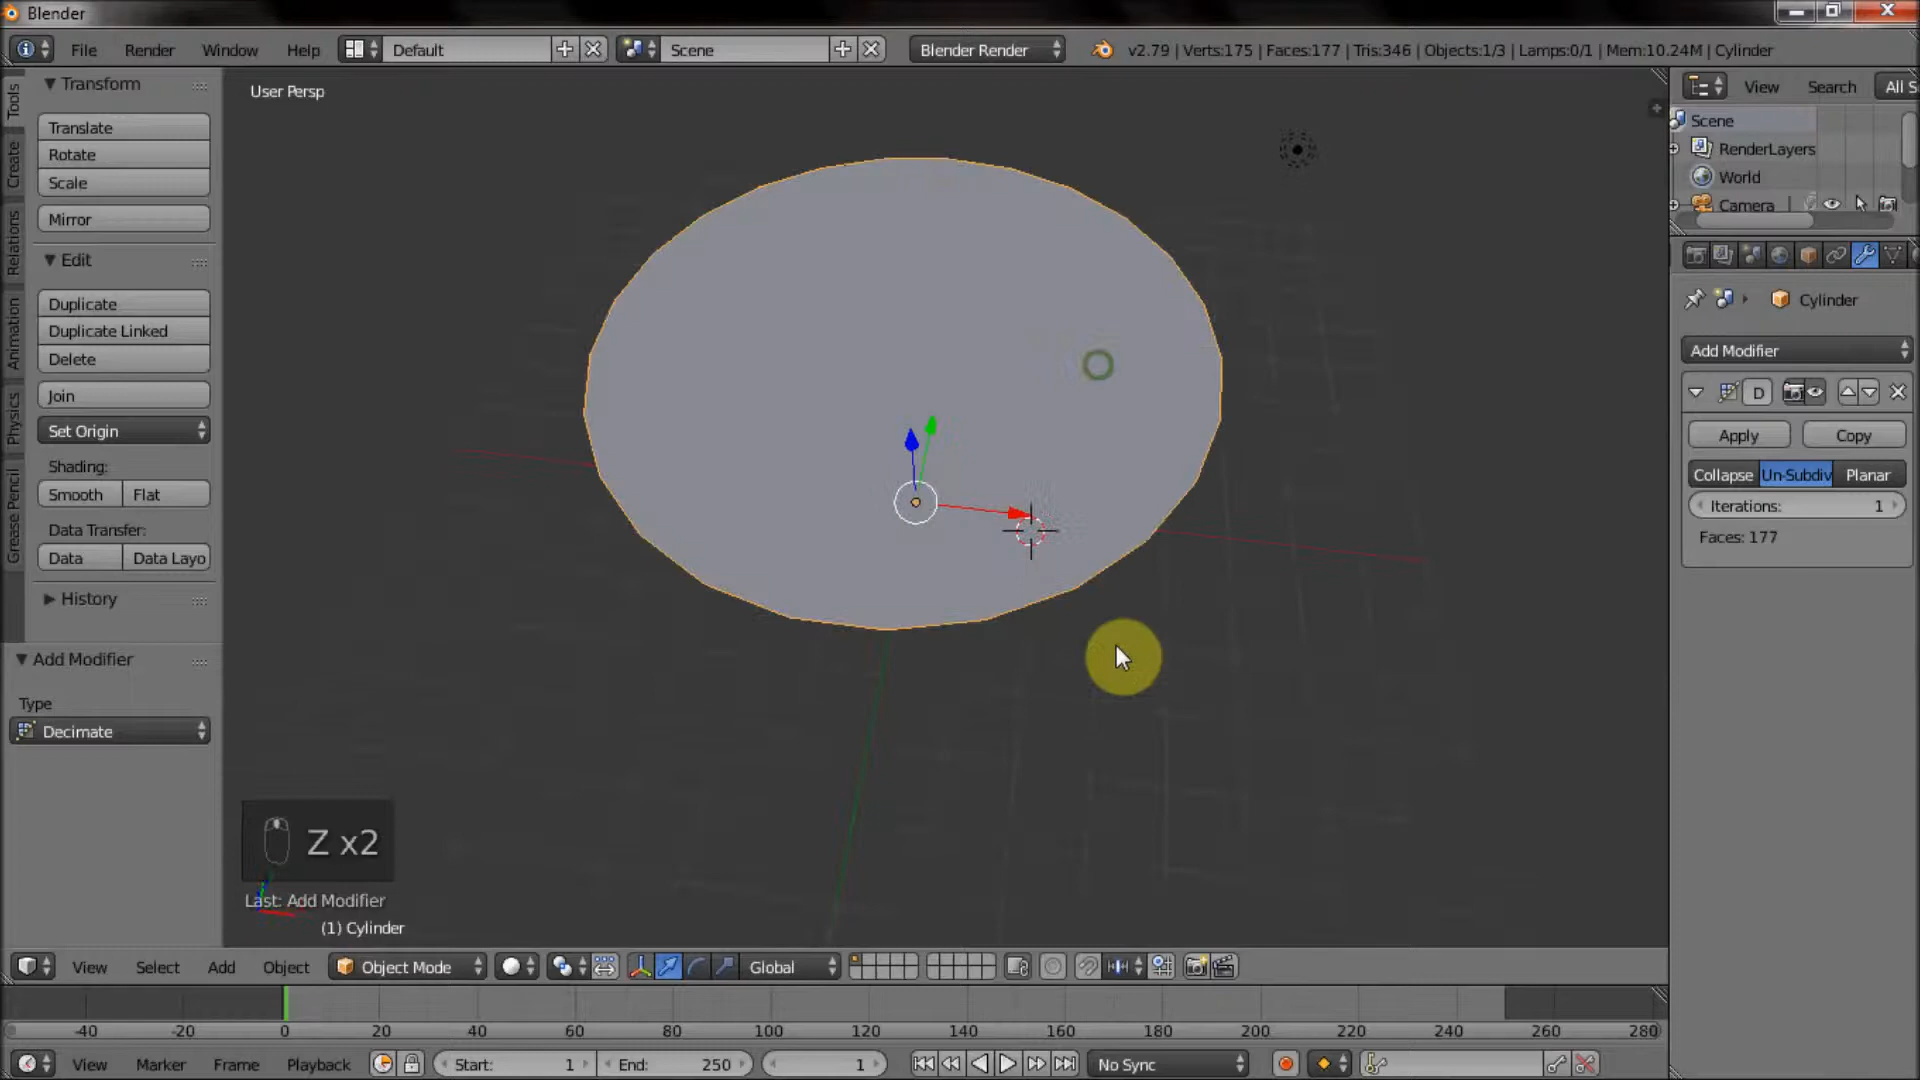 Blender
File Render Window Help Default Scene Blender Render v2.79 | Verts:175 | Faces:177 | Tris:346 | Objects:1/3 | Lamps:0/1 | Mem:10.24M | Cylinder
Tools
Create
Relations
Animation
Physics
Grease Pencil
Transform
Translate
Rotate
Scale
Mirror
Edit
Duplicate
Duplicate Linked
Delete
Join
Set Origin
Shading:
Smooth Flat
Data Transfer:
Data Data Layo
History
Add Modifier
Type
Decimate
User Persp
Z x2
Last: Add Modifier
(1) Cylinder
View Search All S
Scene
RenderLayers
World
Camera
Cylinder
Add Modifier
D
Apply Copy
Collapse Un-Subdiv Planar
Iterations: 1
Faces: 177
View Select Add Object Object Mode Global
-40 -20 0 20 40 60 80 100 120 140 160 180 200 220 240 260 280
View Marker Frame Playback Start: 1 End: 250 1 No Sync